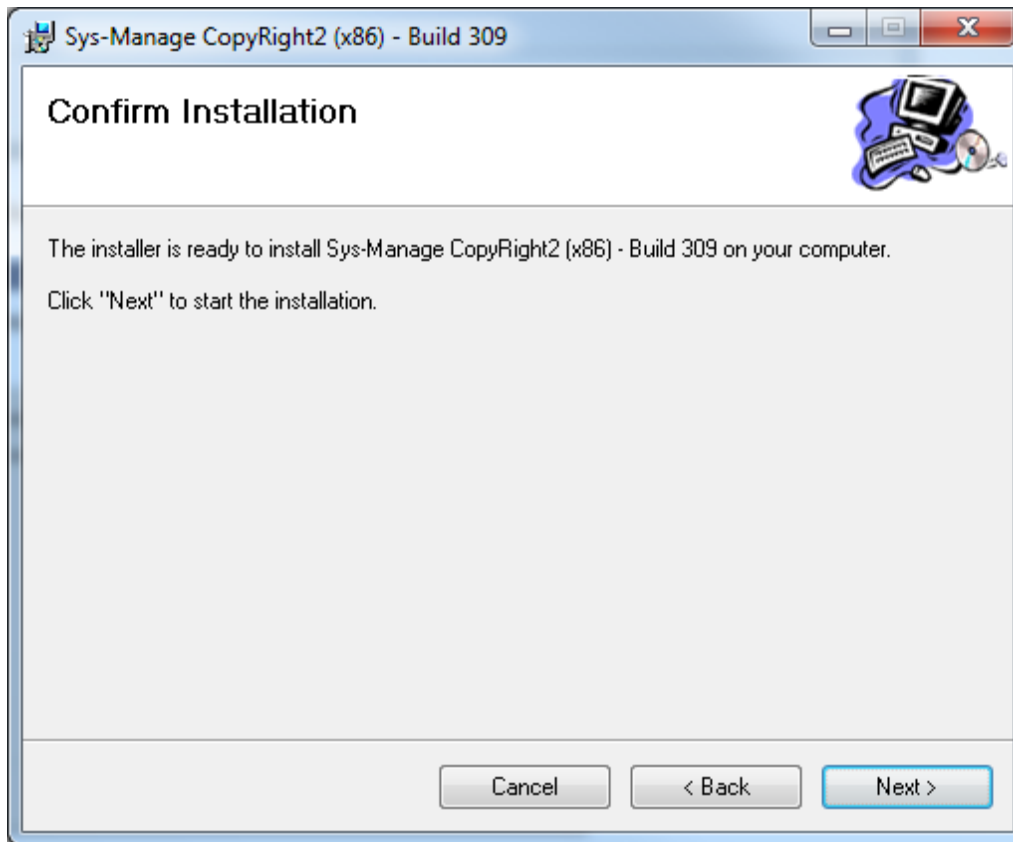 Sys-Manage CopyRight2 (x86) - Build 309
Confirm Installation
The installer is ready to install Sys-Manage CopyRight2 (x86) - Build 309 on your computer.
Click "Next" to start the installation.
Cancel
< Back
Next >